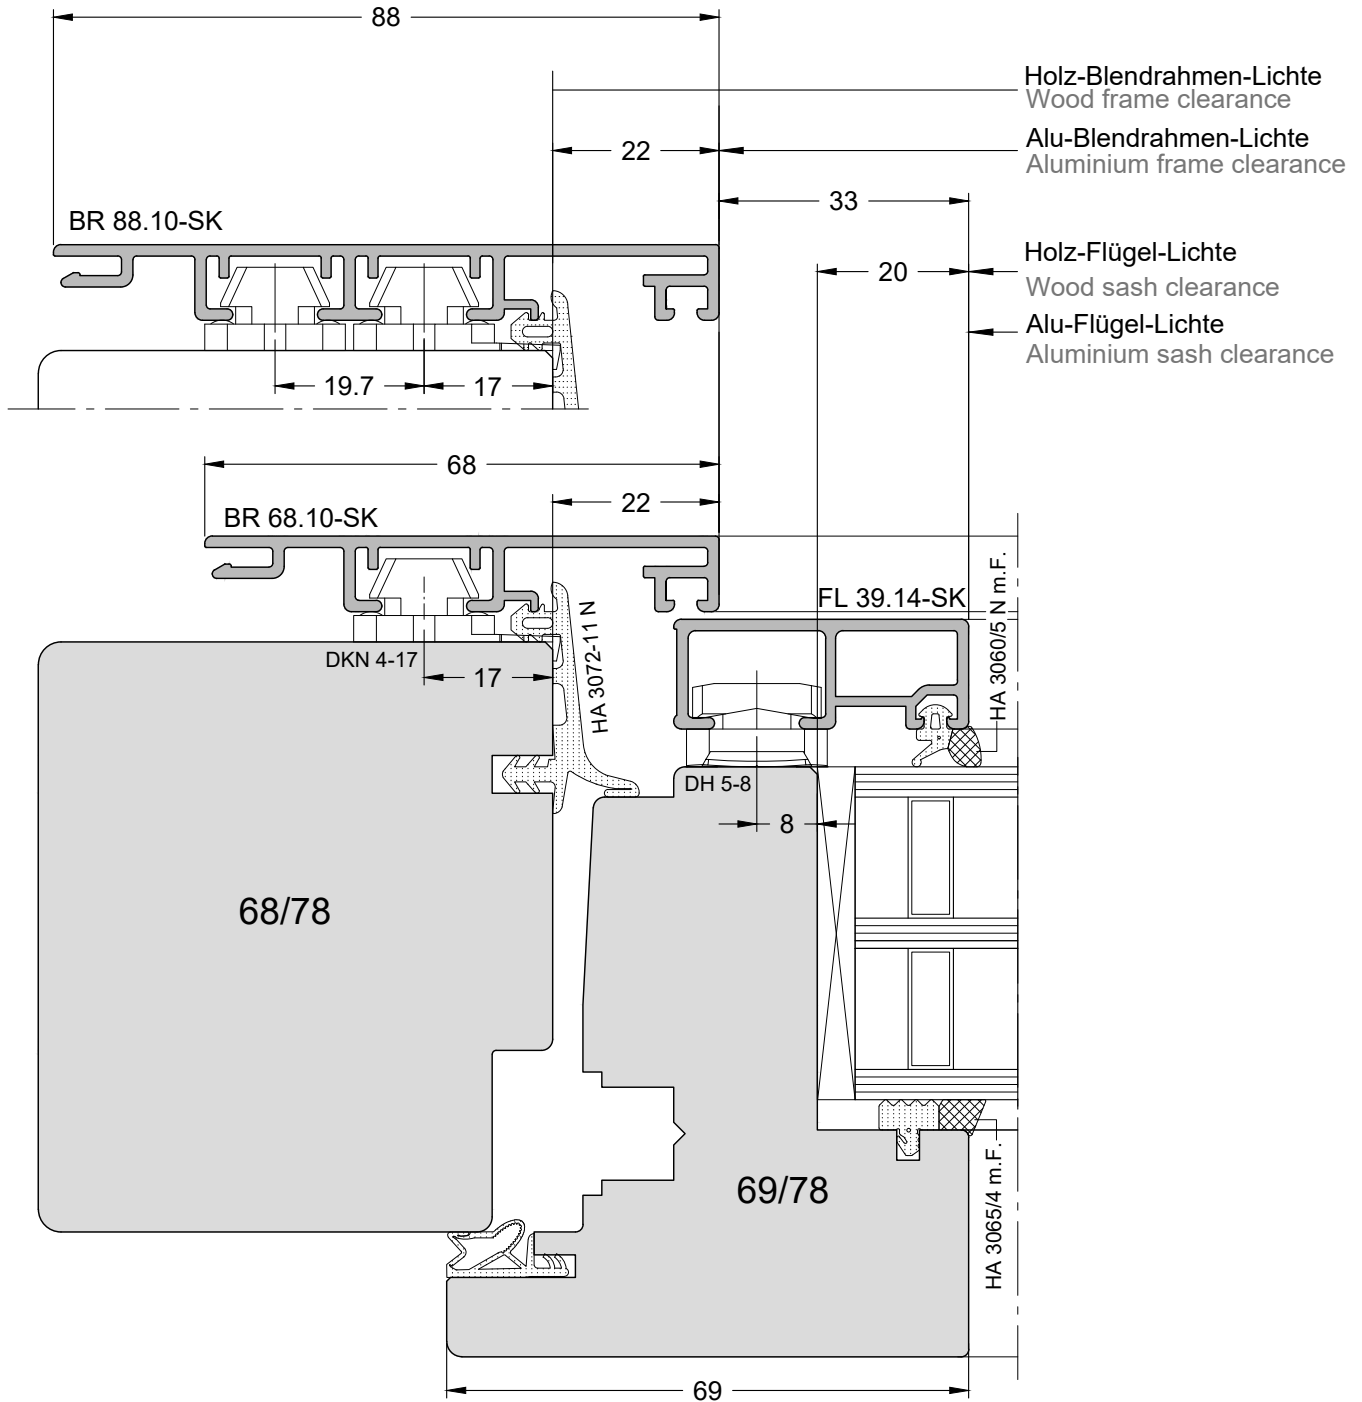 88
Holz-Blendrahmen-Lichte
Wood frame clearance
22
Alu-Blendrahmen-Lichte
Aluminium frame clearance
33
BR 88.10-SK
Holz-Flügel-Lichte
20
Wood sash clearance
Alu-Flügel-Lichte
Aluminium sash clearance
19.7
17
68
22
BR 68.10-SK
HA 3060/5 N m.F.
FL 39.14-SK
HA 3072-11 N
DKN 4-17
17
DH 5-8
8
68/78
69/78
HA 3065/4 m.F.
69